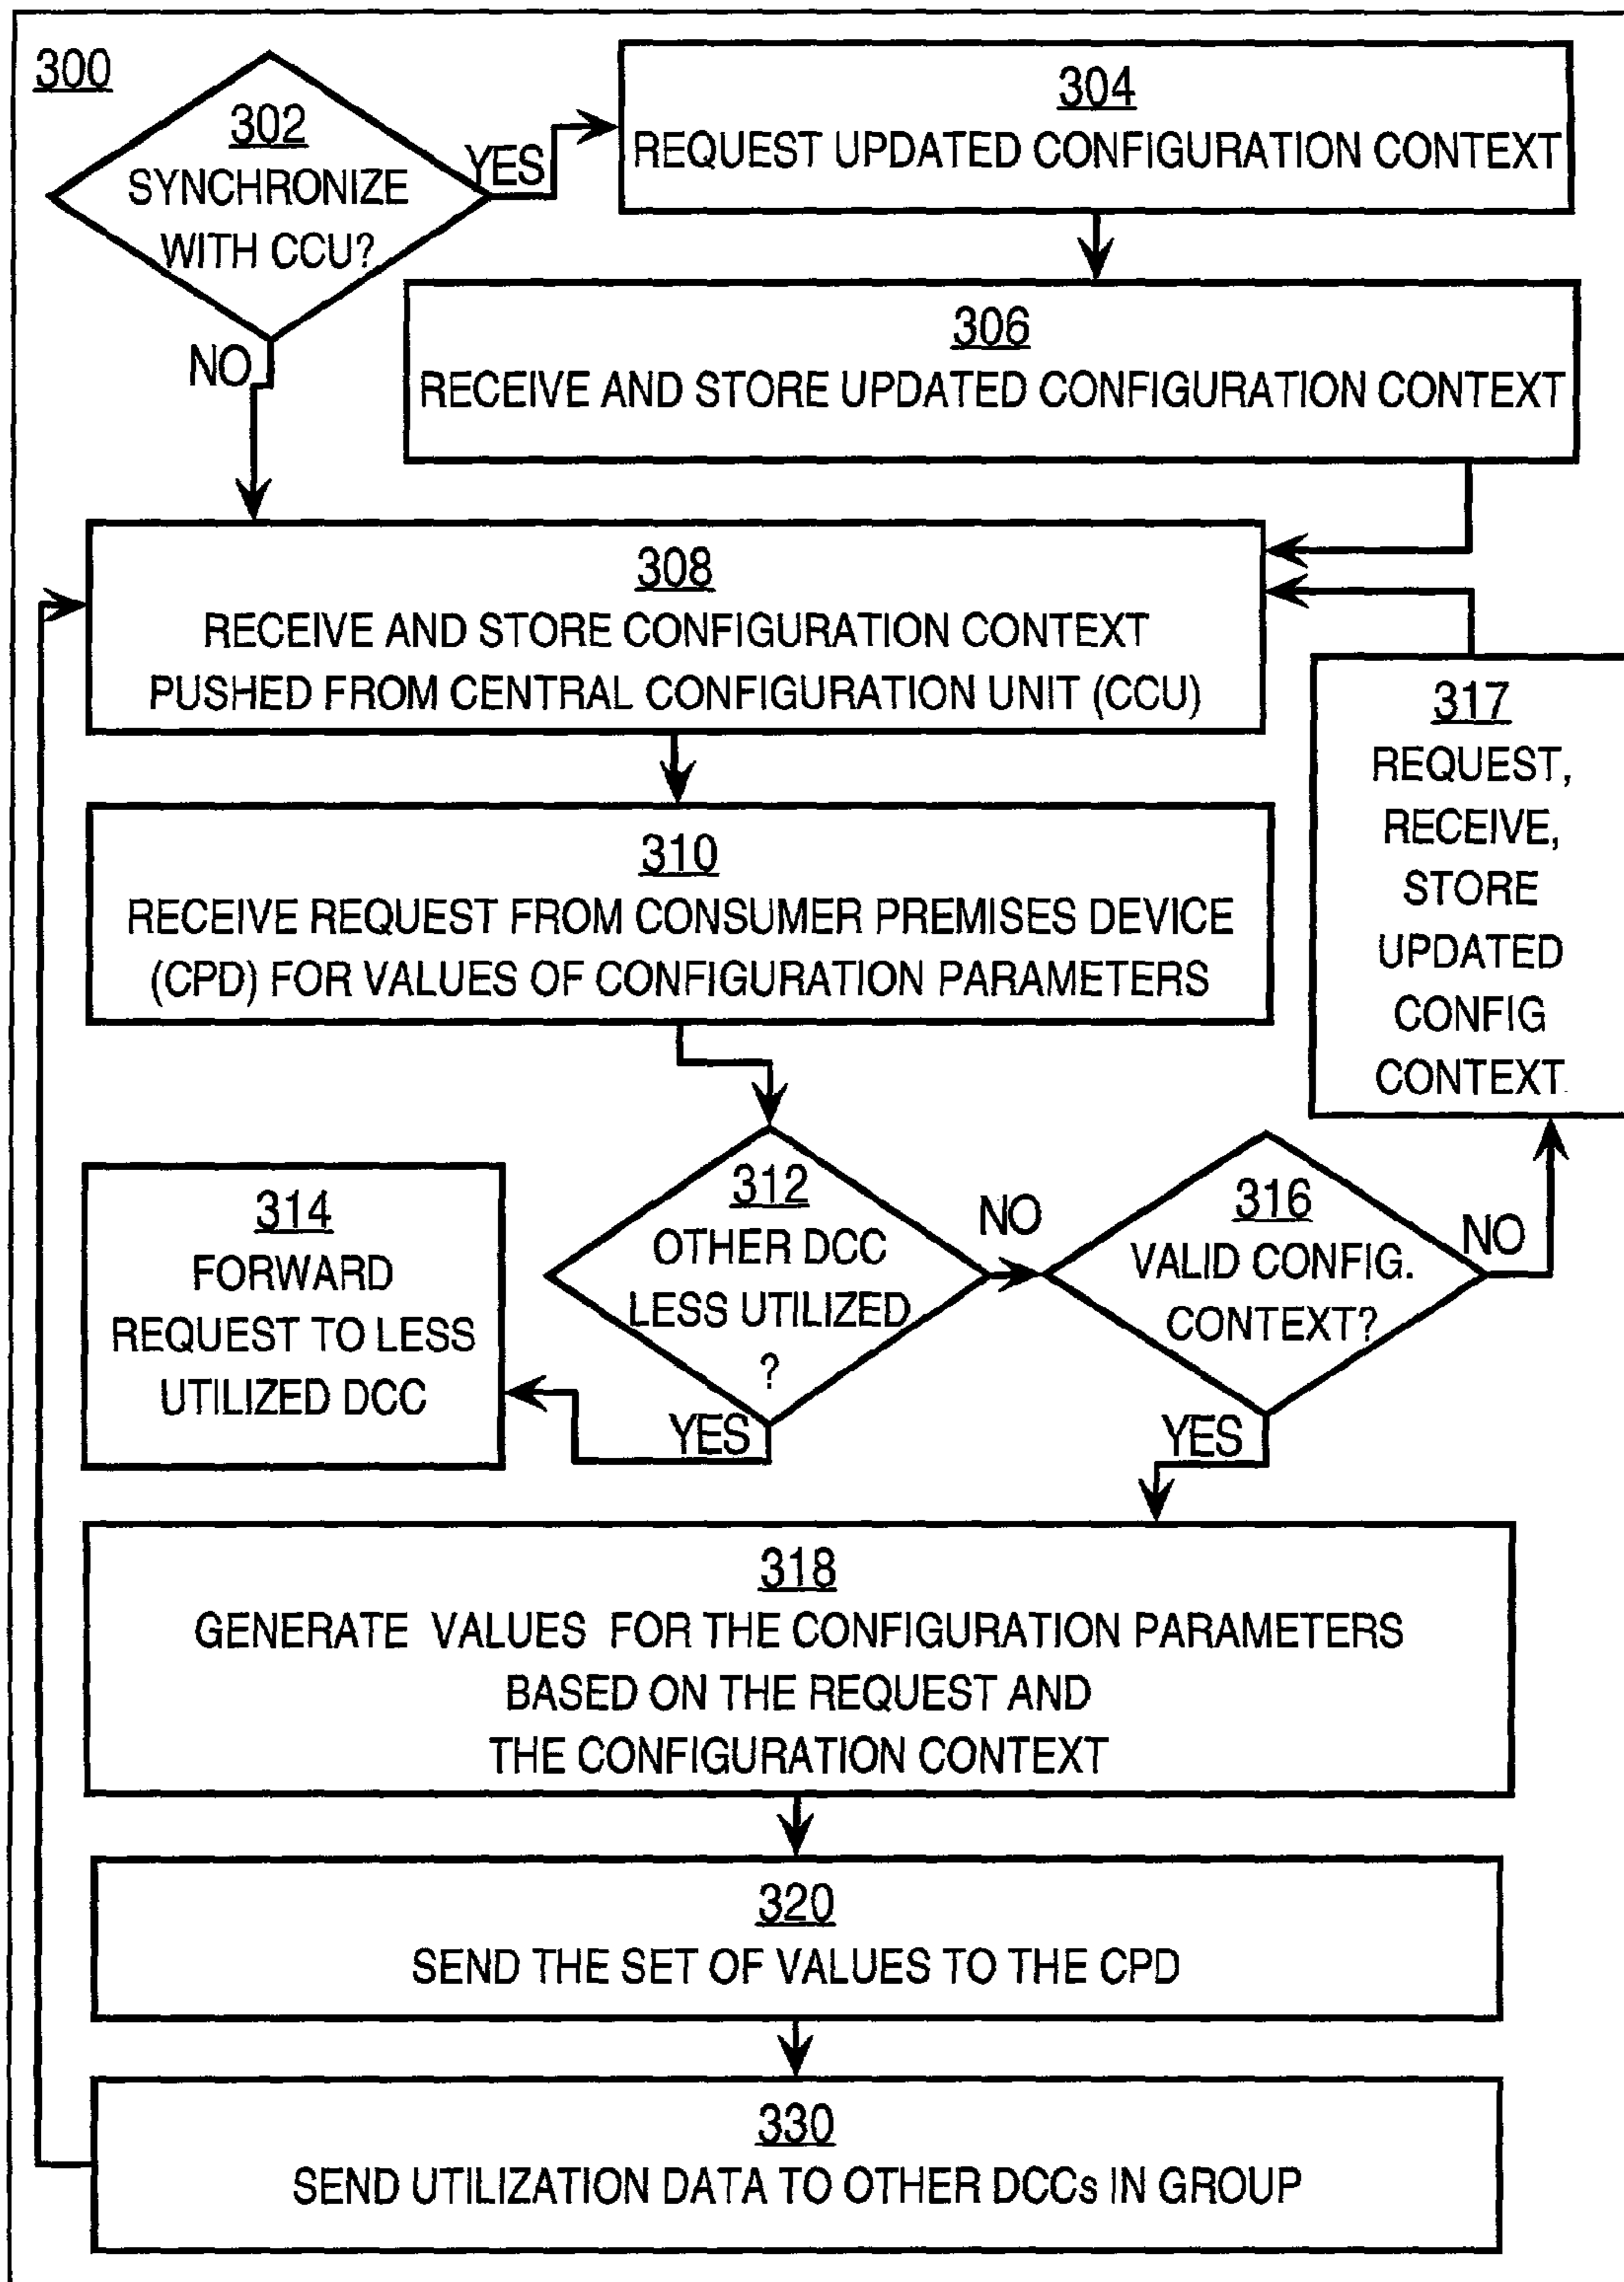 300
302
SYNCHRONIZE
WITH CCU?
YES
NO
304
REQUEST UPDATED CONFIGURATION CONTEXT
306
RECEIVE AND STORE UPDATED CONFIGURATION CONTEXT
308
RECEIVE AND STORE CONFIGURATION CONTEXT
PUSHED FROM CENTRAL CONFIGURATION UNIT (CCU)
310
RECEIVE REQUEST FROM CONSUMER PREMISES DEVICE
(CPD) FOR VALUES OF CONFIGURATION PARAMETERS
317
REQUEST,
RECEIVE,
STORE
UPDATED
CONFIG
CONTEXT
312
OTHER DCC
LESS UTILIZED
?
NO
YES
314
FORWARD
REQUEST TO LESS
UTILIZED DCC
316
VALID CONFIG.
CONTEXT?
NO
YES
318
GENERATE VALUES FOR THE CONFIGURATION PARAMETERS
BASED ON THE REQUEST AND
THE CONFIGURATION CONTEXT
320
SEND THE SET OF VALUES TO THE CPD
330
SEND UTILIZATION DATA TO OTHER DCCs IN GROUP